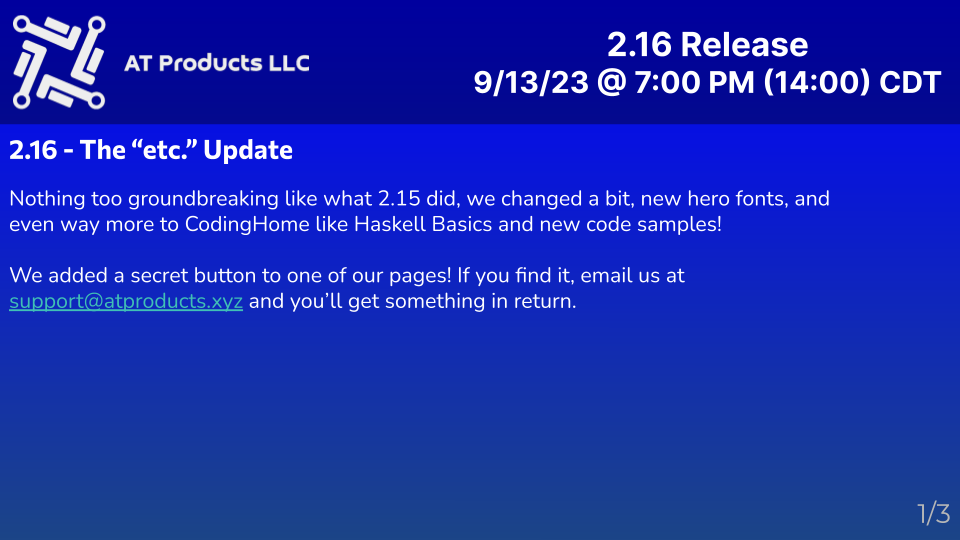 AT Products LLC
2.16 Release
9/13/23 @ 7:00 PM (14:00) CDT
2.16 - The “etc.” Update
Nothing too groundbreaking like what 2.15 did, we changed a bit, new hero fonts, and
even way more to CodingHome like Haskell Basics and new code samples!
We added a secret button to one of our pages! If you find it, email us at
support@atproducts.xyz and you’ll get something in return.
1/3